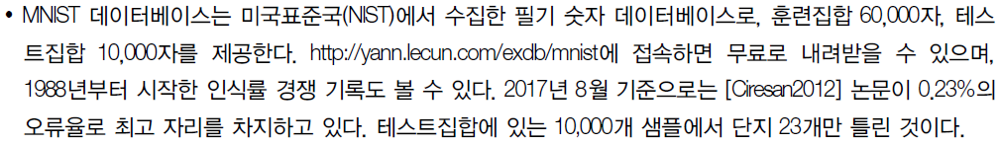 • MNIST 데이터베이스는 미국표준국(NIST)에서 수집한 필기 숫자 데이터베이스로, 훈련집합 60,000자, 테스
트집합 10,000자를 제공한다. http://yann.lecun.com/exdb/mnist에 접속하면 무료로 내려받을 수 있으며,
1988년부터 시작한 인식률 경쟁 기록도 볼 수 있다. 2017년 8월 기준으로는 [Ciresan2012] 논문이 0.23%의
오류율로 최고 자리를 차지하고 있다. 테스트집합에 있는 10,000개 샘플에서 단지 23개만 틀린 것이다.